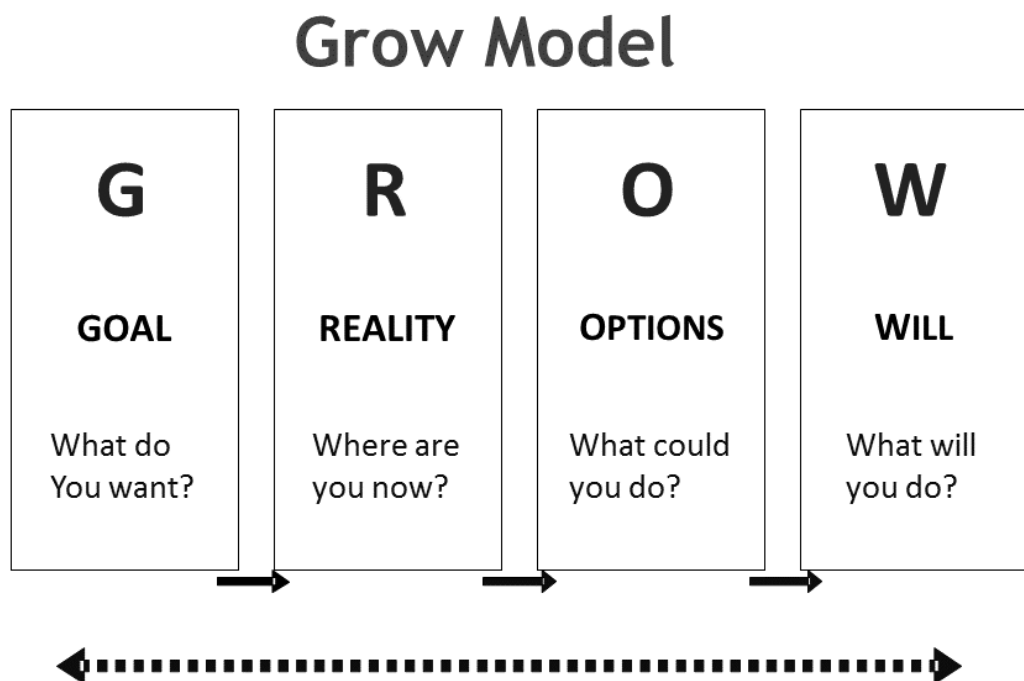 Grow Model
G
GOAL
What do
You want?
R
REALITY
Where are
you now?
O
OPTIONS
What could
you do?
W
WILL
What will
you do?